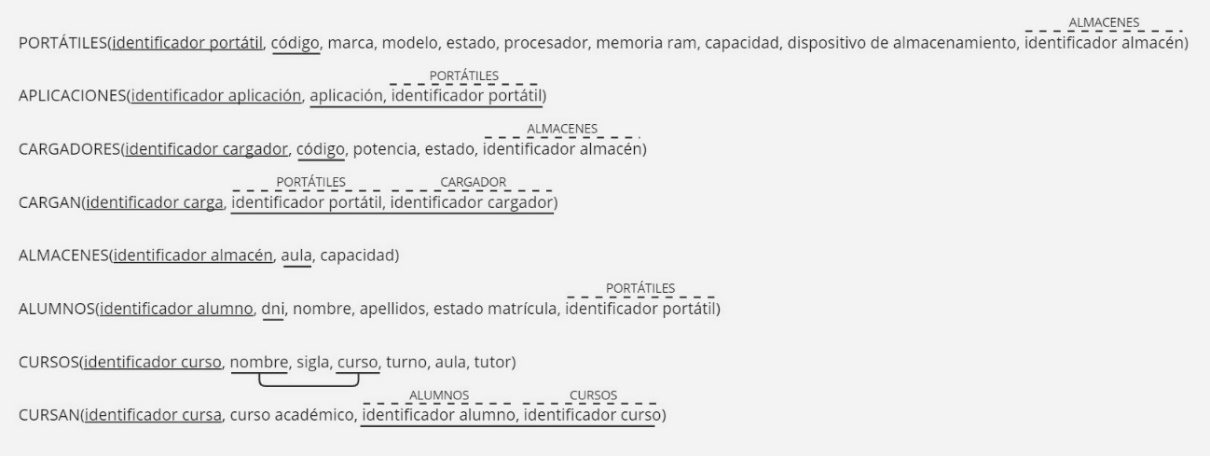 ALMACENES
PORTÁTILES(identificador portátil, código, marca, modelo, estado, procesador, memoria ram, capacidad, dispositivo de almacenamiento, identificador almacén)
PORTÁTILES
APLICACIONES(identificador aplicación, aplicación, identificador portátil)
ALMACENES
CARGADORES(identificador cargador, código, potencia, estado, identificador almacén)
PORTÁTILES CARGADOR
CARGAN(identificador carga, identificador portátil, identificador cargador)
ALMACENES(identificador almacén, aula, capacidad)
PORTÁTILES
ALUMNOS(identificador alumno, dni, nombre, apellidos, estado matrícula, identificador portátil)
CURSOS(identificador curso, nombre, sigla, curso, turno, aula, tutor)
ALUMNOS CURSOS
CURSAN(identificador cursa, curso académico, identificador alumno, identificador curso)